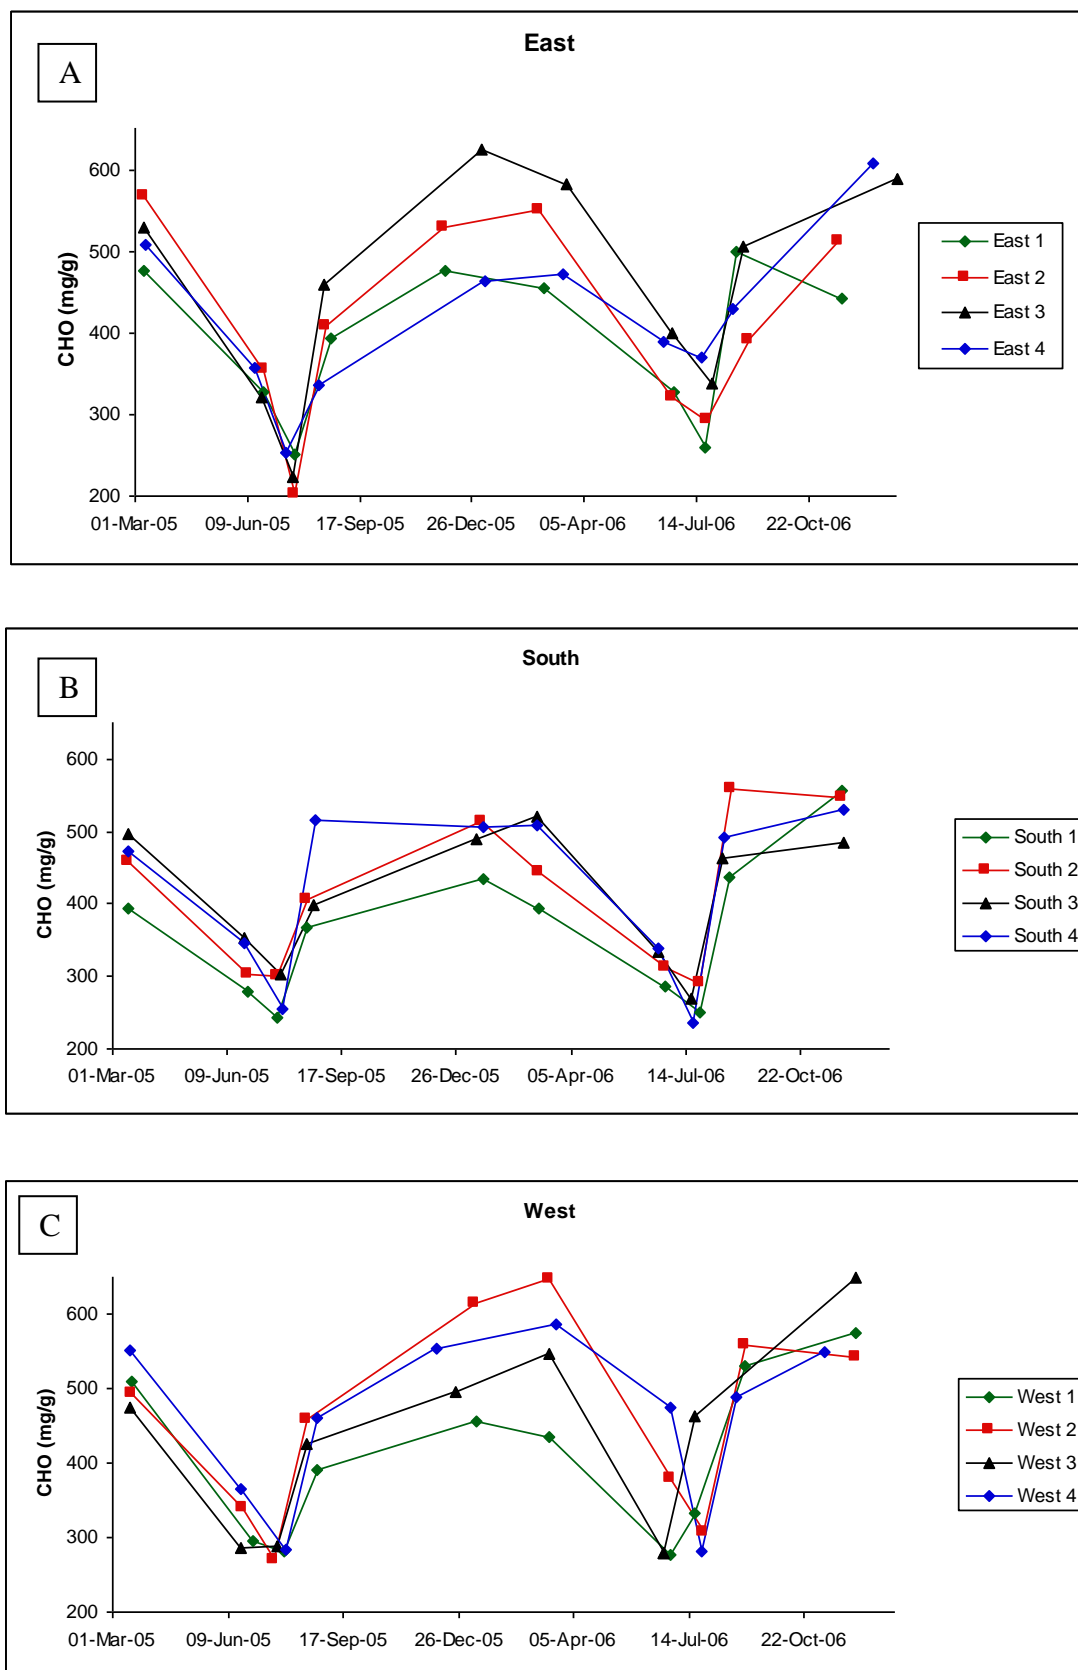 A
East
CHO (mg/g)
600
500
400
300
200
01-Mar-05 09-Jun-05 17-Sep-05 26-Dec-05 05-Apr-06 14-Jul-06 22-Oct-06
East 1
East 2
East 3
East 4
B
South
CHO (mg/g)
600
500
400
300
200
01-Mar-05 09-Jun-05 17-Sep-05 26-Dec-05 05-Apr-06 14-Jul-06 22-Oct-06
South 1
South 2
South 3
South 4
C
West
CHO (mg/g)
600
500
400
300
200
01-Mar-05 09-Jun-05 17-Sep-05 26-Dec-05 05-Apr-06 14-Jul-06 22-Oct-06
West 1
West 2
West 3
West 4